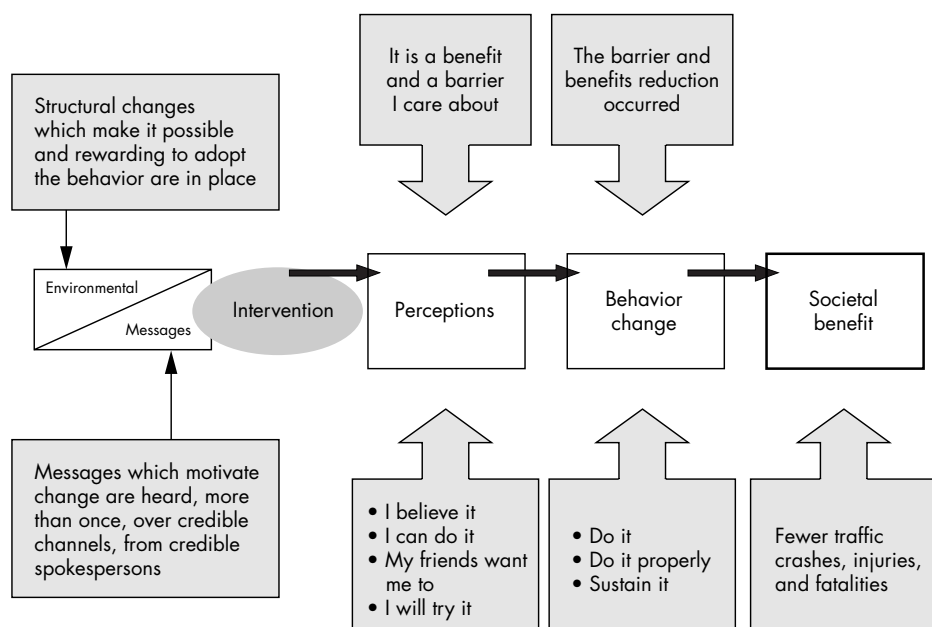 It is a benefit
and a barrier
I care about
The barrier and
benefits reduction
occurred
Structural changes
which make it possible
and rewarding to adopt
the behavior are in place
Environmental
Messages
Intervention
Perceptions
Behavior
change
Societal
benefit
Messages which motivate
change are heard, more
than once, over credible
channels, from credible
spokespersons
• I believe it
• I can do it
• My friends want
me to
• I will try it
• Do it
• Do it properly
• Sustain it
Fewer traffic
crashes, injuries,
and fatalities